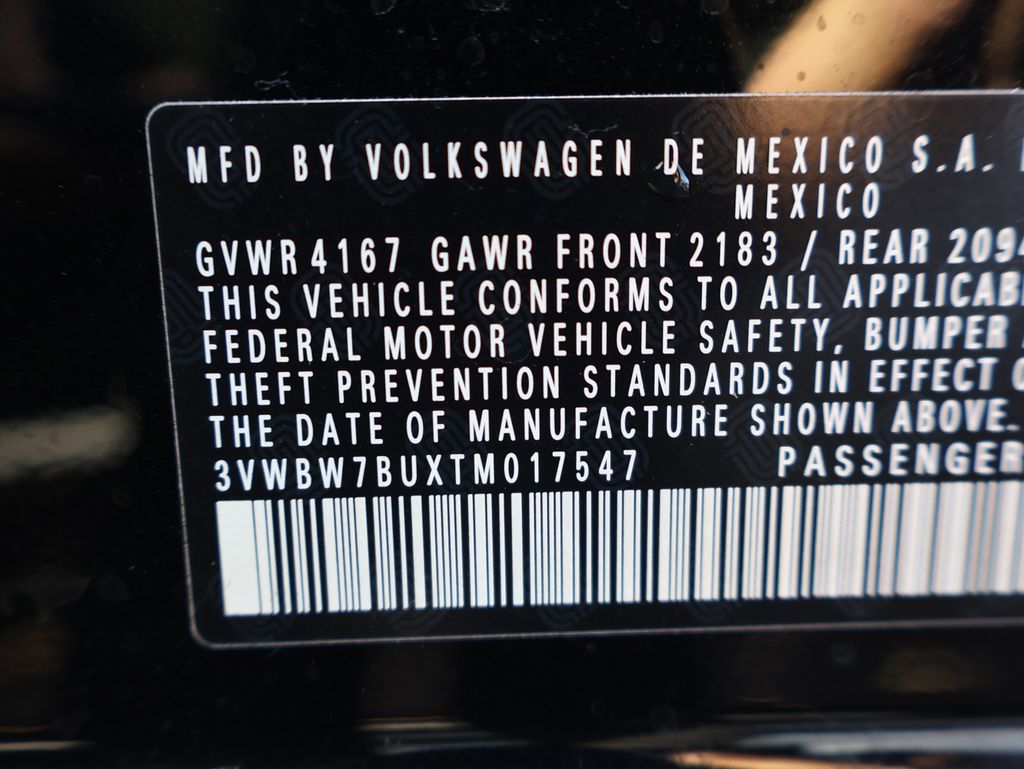 MFD BY VOLKSWAGEN DE MEXICO S.A.
MEXICO
GVWR 4167 GAWR FRONT 2183 / REAR 2094
THIS VEHICLE CONFORMS TO ALL
FEDERAL MOTOR VEHICLE SAFETY, BUMPER
THEFT PREVENTION STANDARDS IN EFFECT
THE DATE OF MANUFACTURE SHOWN ABOVE.
3VWBW7BUXTM017547 PASSENGER